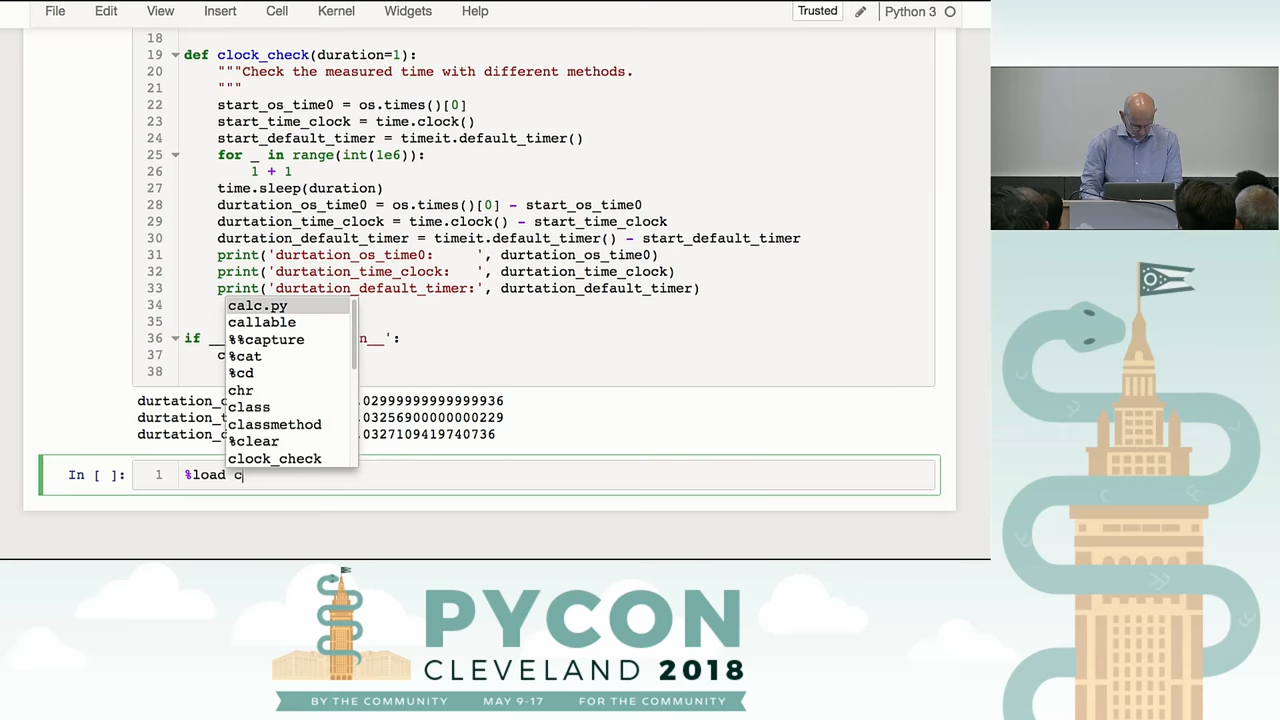 File Edit View Insert Cell Kernel Widgets Help Trusted Python 3
18
19 def clock_check(duration=1):
20 """Check the measured time with different methods.
21 """
22 start_os_time0 = os.times()[0]
23 start_time_clock = time.clock()
24 start_default_timer = timeit.default_timer()
25 for _ in range(int(1e6)):
26 1 + 1
27 time.sleep(duration)
28 durtation_os_time0 = os.times()[0] - start_os_time0
29 durtation_time_clock = time.clock() - start_time_clock
30 durtation_default_timer = timeit.default_timer() - start_default_timer
31 print('durtation_os_time0: ', durtation_os_time0)
32 print('durtation_time_clock: ', durtation_time_clock)
33 print('durtation_default_timer:', durtation_default_timer)
34
35
36 if __ n__':
37 c
38
calc.py
callable
%%capture
%cat
%cd
chr
class
classmethod
%clear
clock_check
durtation_ .02999999999999936
durtation_ .03256900000000229
durtation_ .0327109419740736
In [ ]: 1 %load c
PYCON
CLEVELAND 2018
BY THE COMMUNITY MAY 9-17 FOR THE COMMUNITY